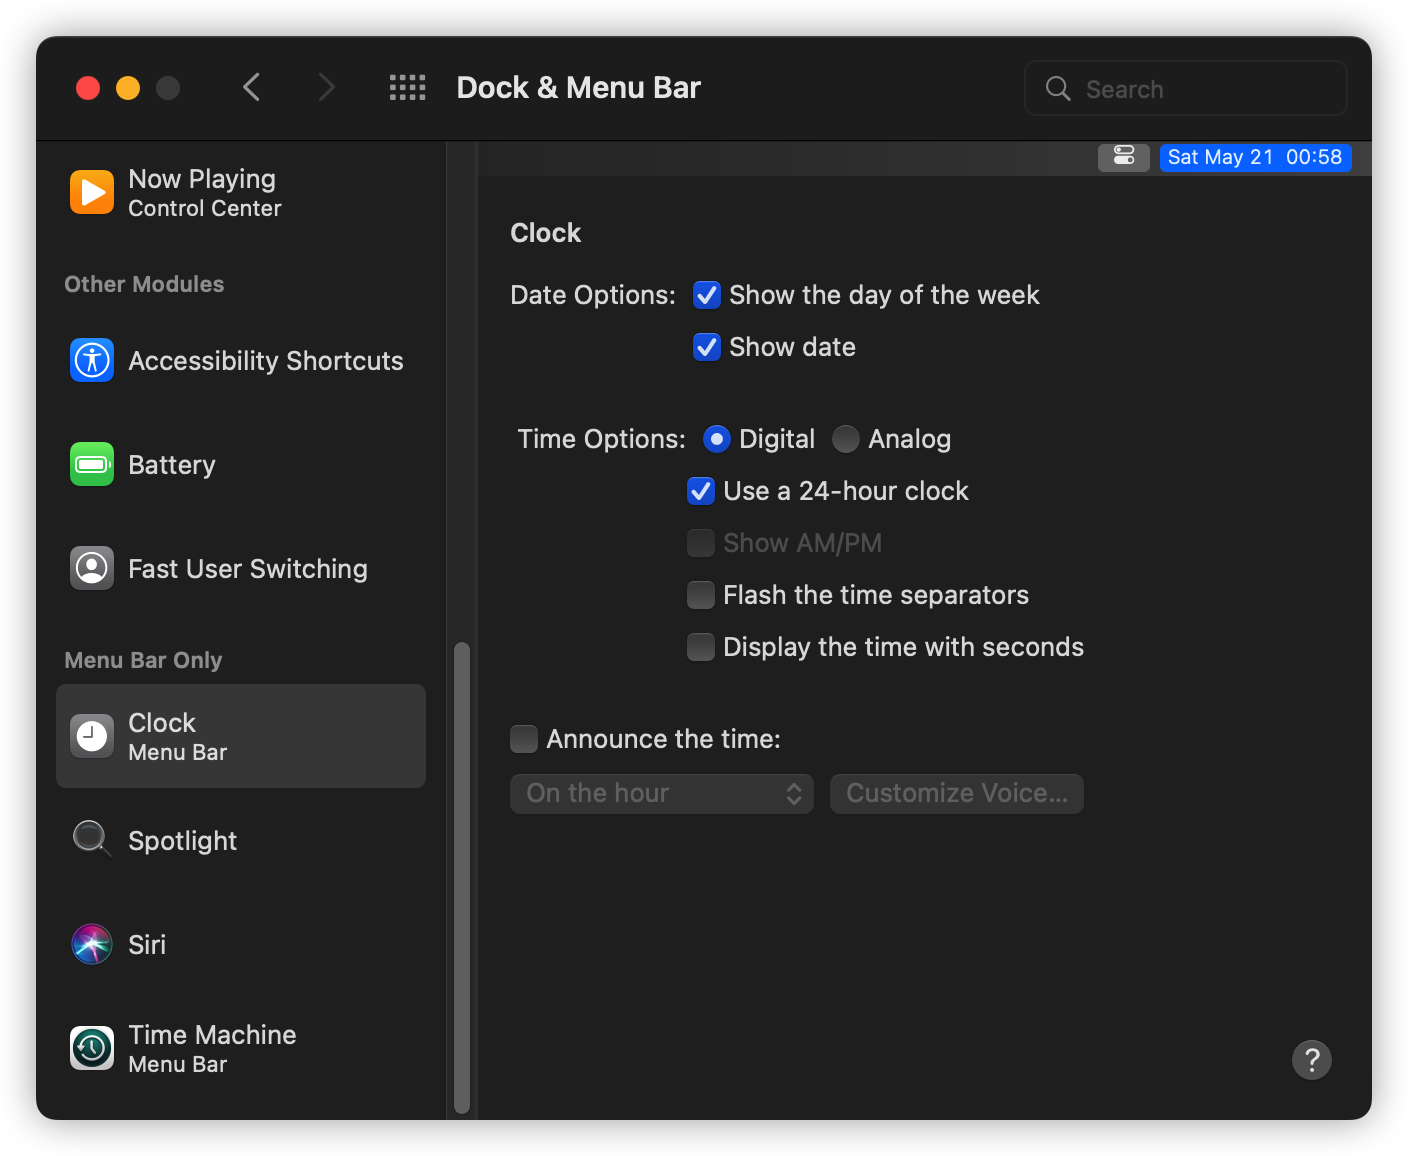 Dock & Menu Bar
Search
Sat May 21 00:58
Now Playing
Control Center
Other Modules
Accessibility Shortcuts
Battery
Fast User Switching
Menu Bar Only
Clock
Menu Bar
Spotlight
Siri
Time Machine
Menu Bar
Clock
Date Options: Show the day of the week
Show date
Time Options: Digital Analog
Use a 24-hour clock
Show AM/PM
Flash the time separators
Display the time with seconds
Announce the time:
On the hour Customize Voice...
?